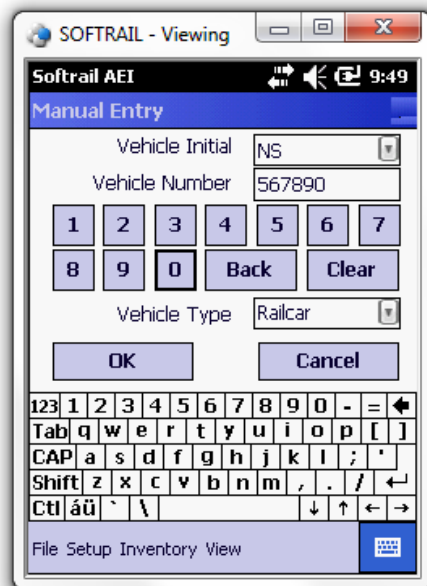 SOFTRAIL - Viewing
Softrail AEI 9:49
Manual Entry
Vehicle Initial NS
Vehicle Number 567890
1 2 3 4 5 6 7
8 9 0 Back Clear
Vehicle Type Railcar
OK Cancel
123 1 2 3 4 5 6 7 8 9 0 - = ←
Tab q w e r t y u i o p [ ]
CAP a s d f g h j k l ; '
Shift z x c v b n m , . / ↵
Ctl áü ` \ ↓ ↑ ← →
File Setup Inventory View